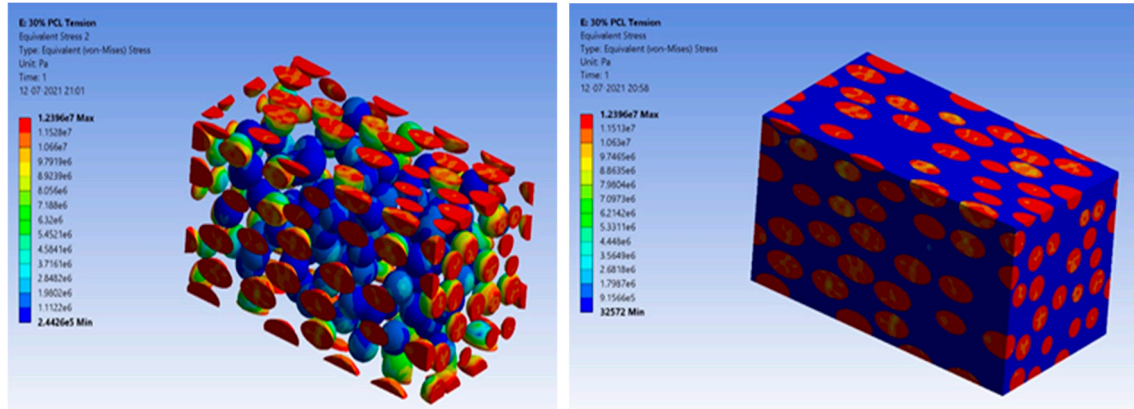 E: 30% PCL Tension
Equivalent Stress 2
Type: Equivalent (von-Mises) Stress
Unit: Pa
Time: 1
12-07-2021 21:01
1.2396e7 Max
1.1528e7
1.066e7
9.7919e6
8.9239e6
8.056e6
7.188e6
6.32e6
5.4521e6
4.5841e6
3.7161e6
2.8482e6
1.9802e6
1.1122e6
2.4426e5 Min
E: 30% PCL Tension
Equivalent Stress
Type: Equivalent (von-Mises) Stress
Unit: Pa
Time: 1
12-07-2021 20:58
1.2396e7 Max
1.1513e7
1.063e7
9.7465e6
8.8635e6
7.9804e6
7.0973e6
6.2142e6
5.3311e6
4.448e6
3.5649e6
2.6818e6
1.7987e6
9.1566e5
32572 Min